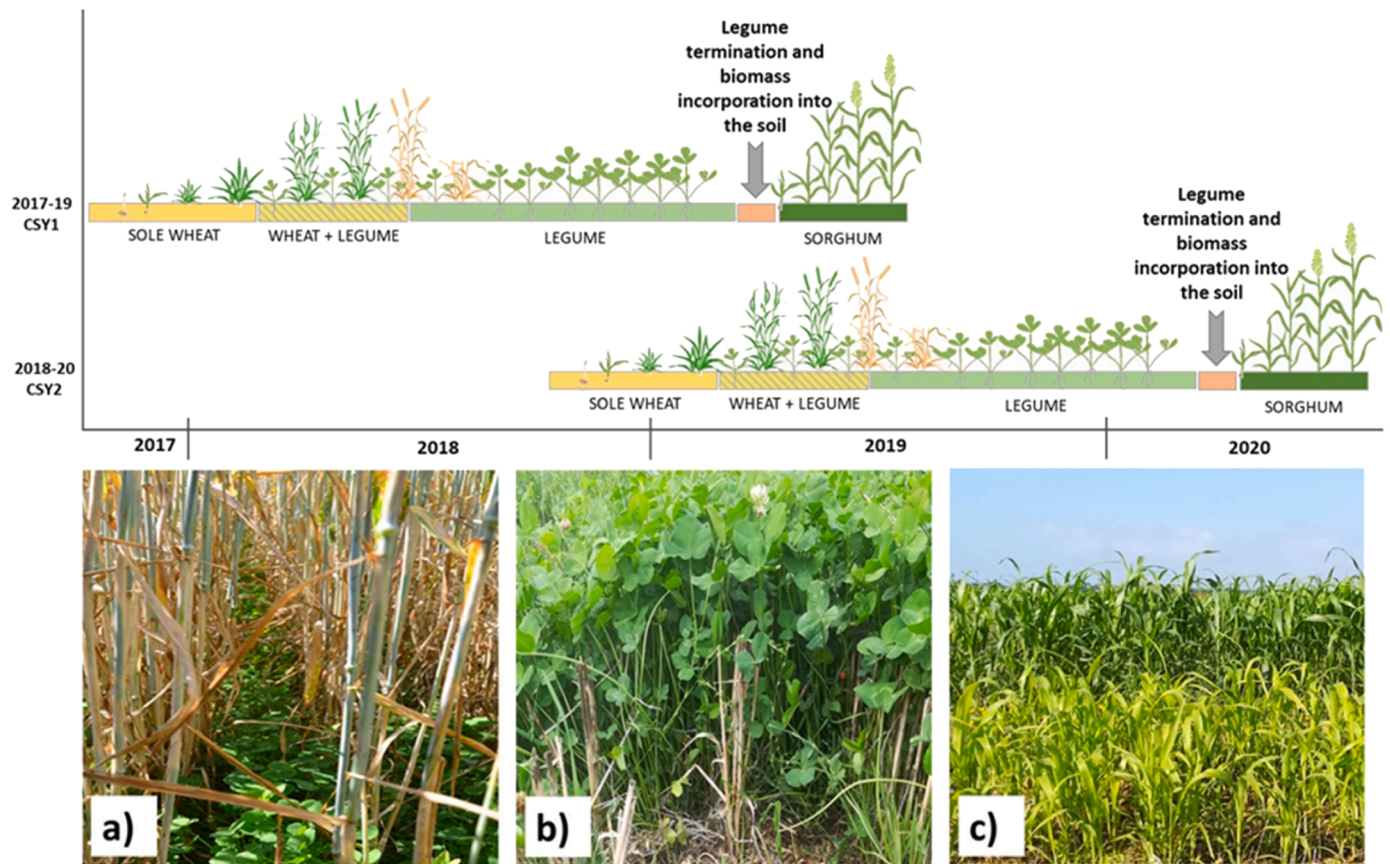 Legume
termination and
biomass
incorporation into
the soil
2017-19
CSY1
SOLE WHEAT
WHEAT + LEGUME
LEGUME
SORGHUM
Legume
termination and
biomass
incorporation into
the soil
2018-20
CSY2
SOLE WHEAT
WHEAT + LEGUME
LEGUME
SORGHUM
2017
2018
2019
2020
a)
b)
c)